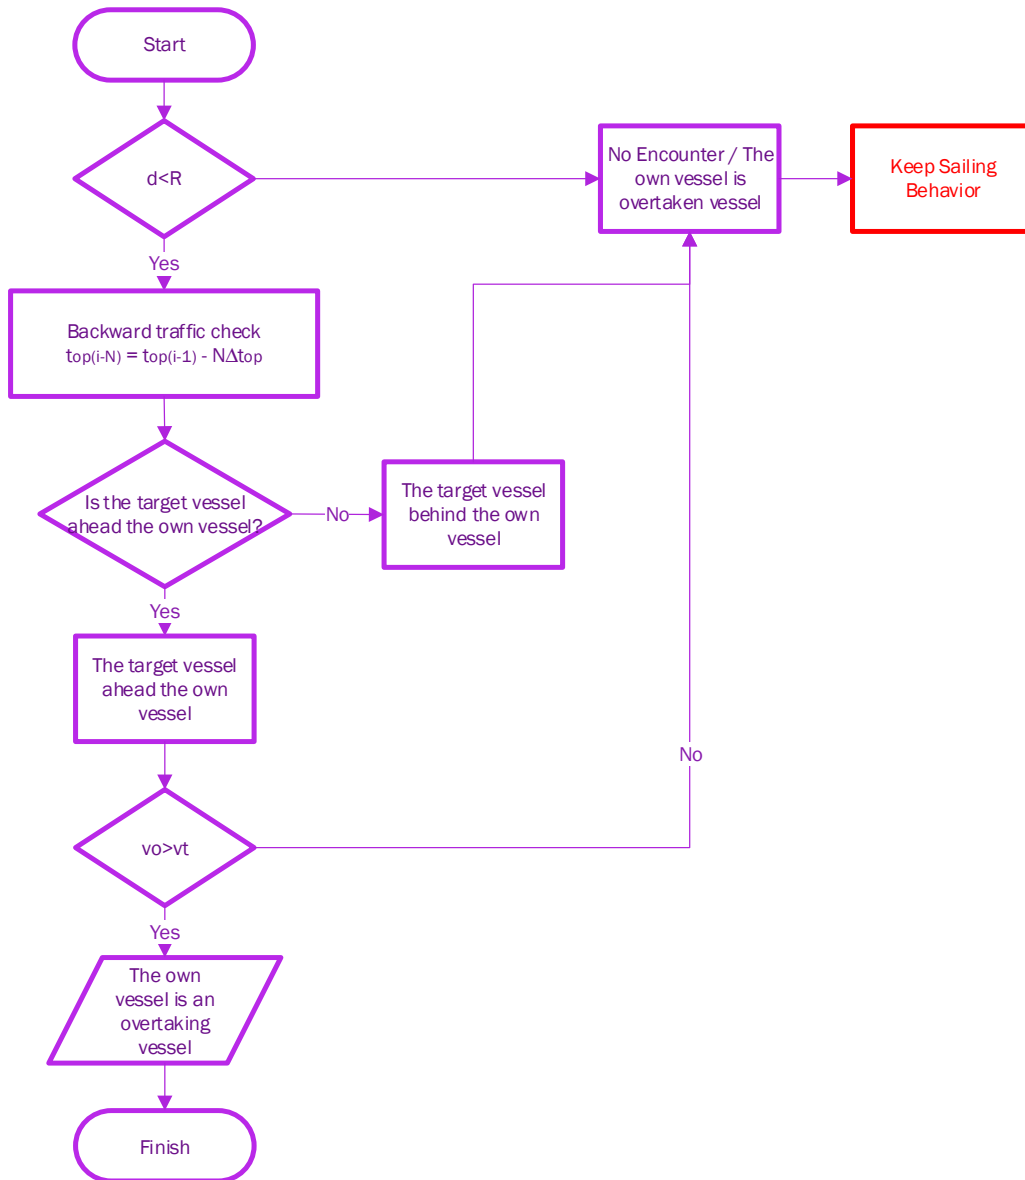 Start
d<R
No Encounter / The
own vessel is
overtaken vessel
Keep Sailing
Behavior
Yes
Backward traffic check
top(i-N) = top(i-1) - NΔtop
Is the target vessel
ahead the own vessel?
No
The target vessel
behind the own
vessel
Yes
The target vessel
ahead the own
vessel
No
vo>vt
Yes
The own
vessel is an
overtaking
vessel
Finish